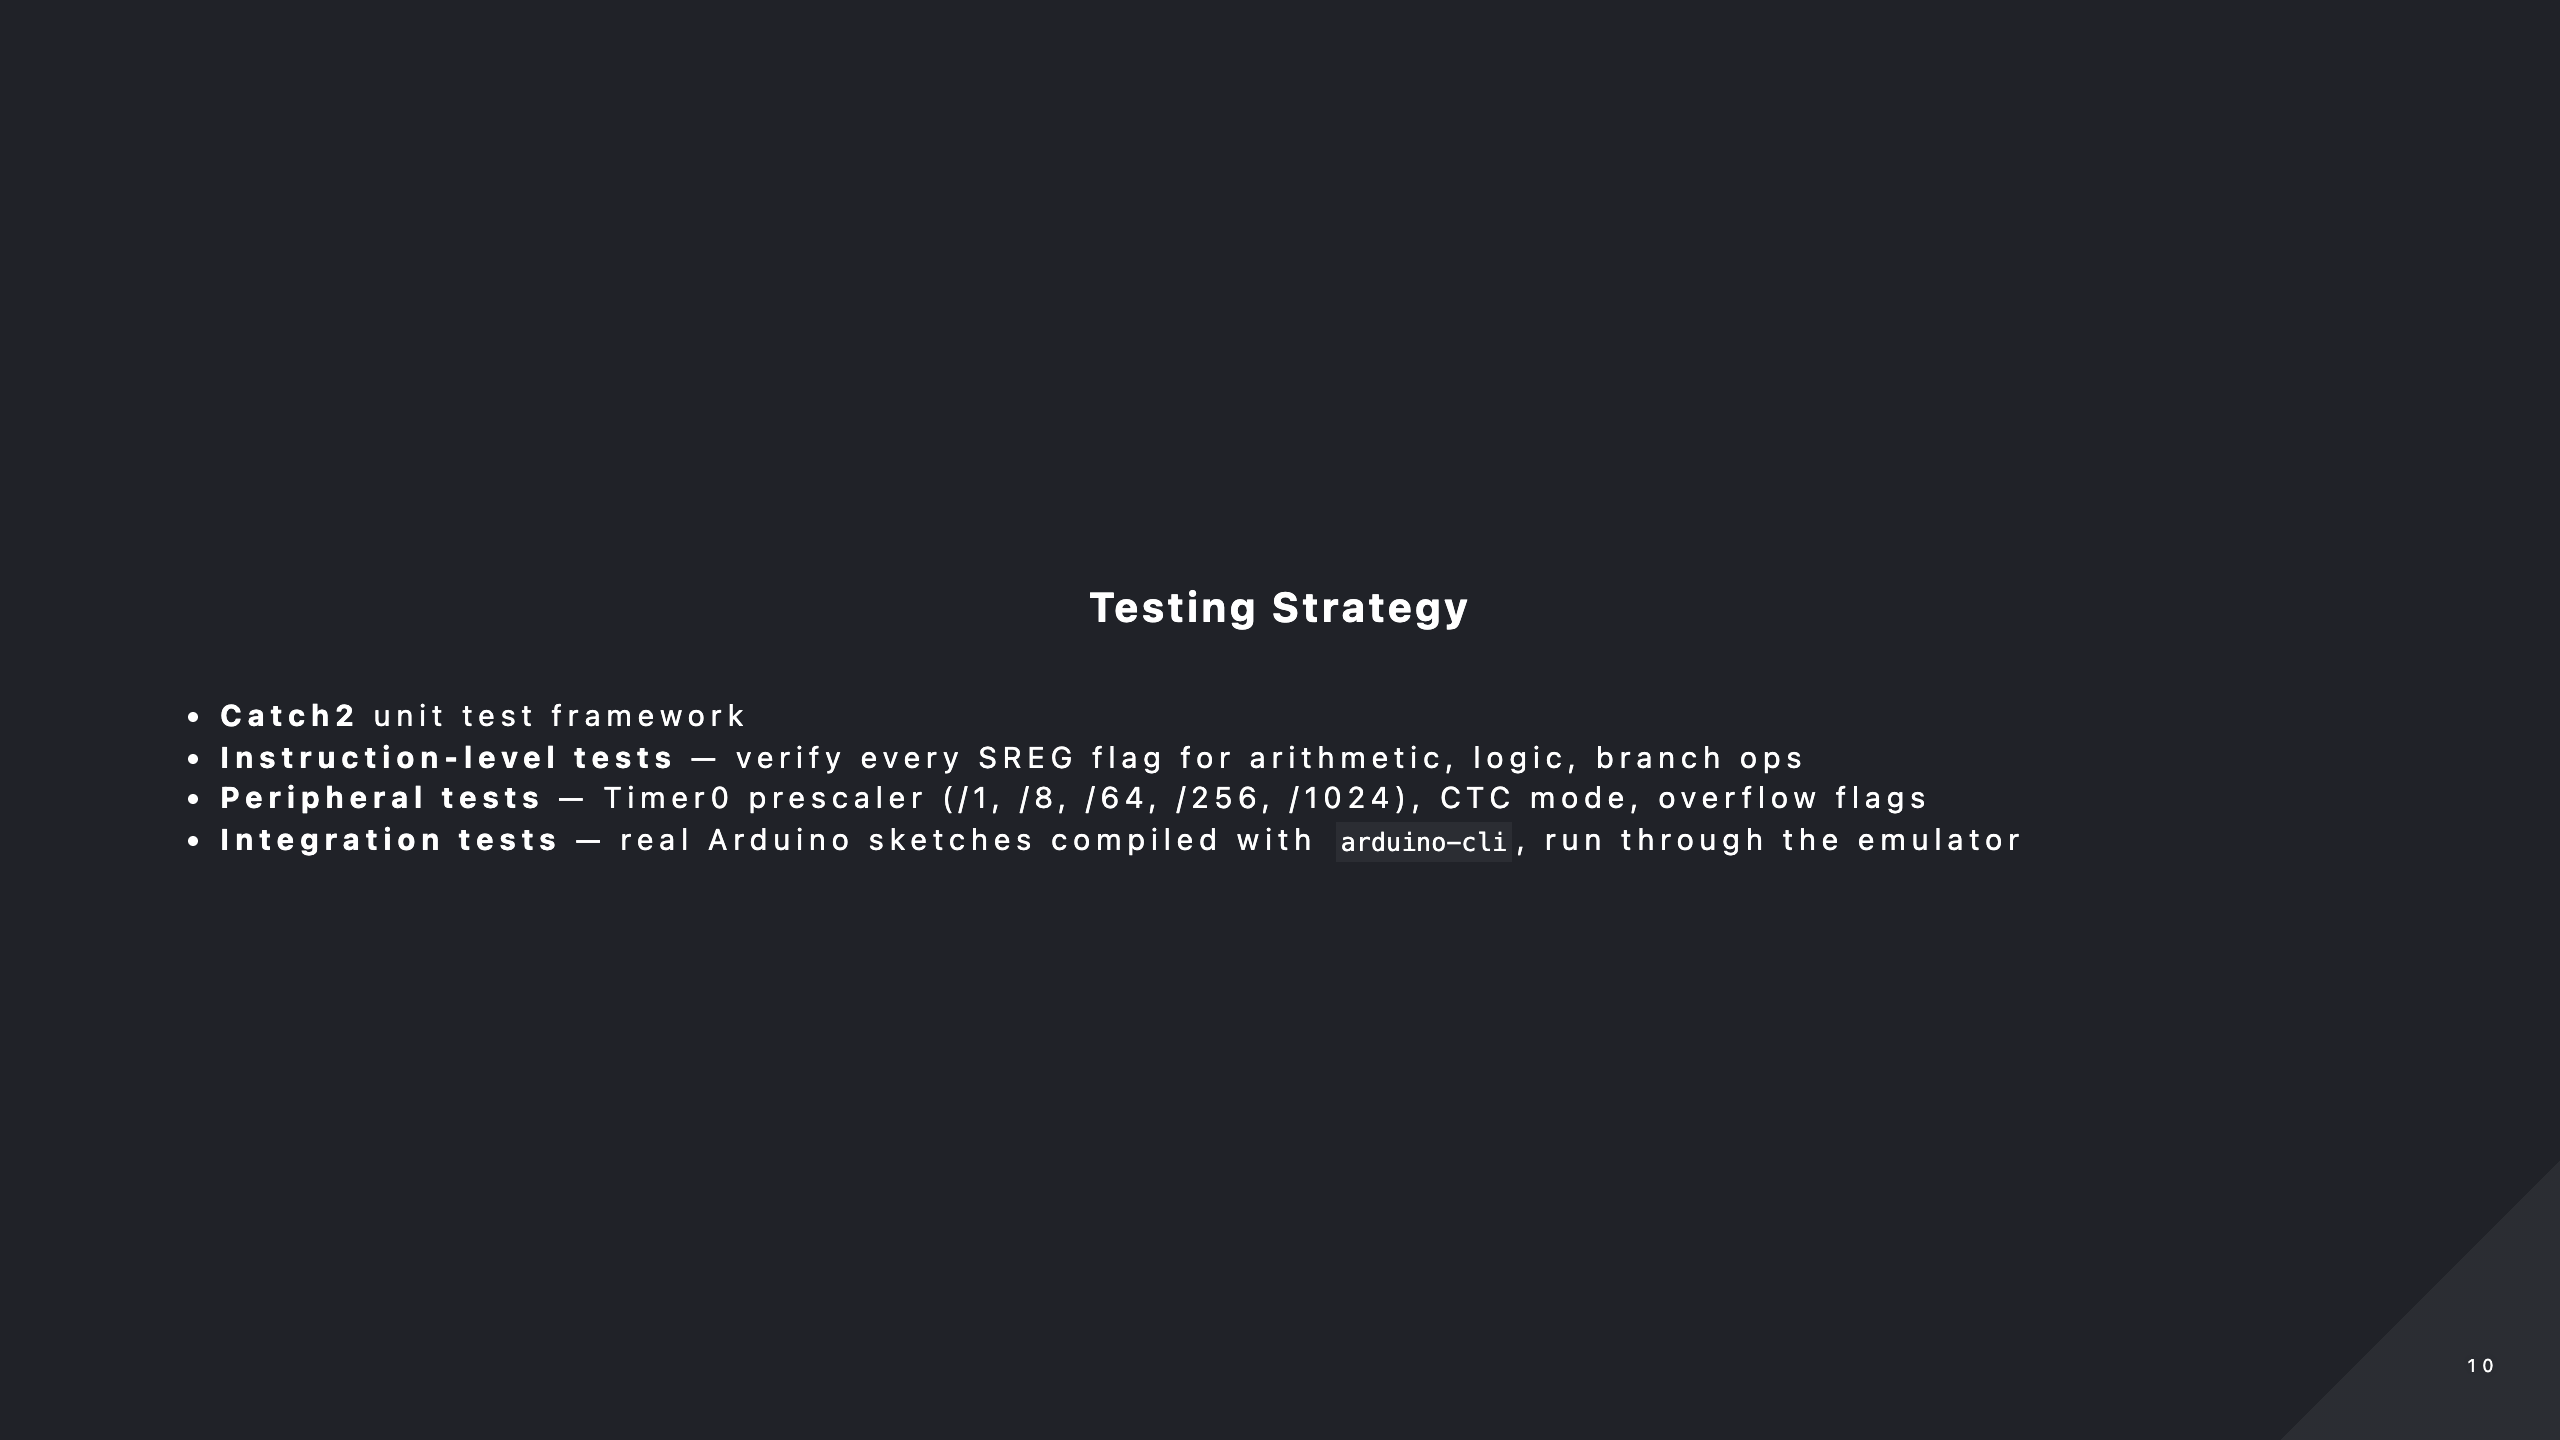 Testing Strategy
• Catch2 unit test framework
• Instruction-level tests — verify every SREG flag for arithmetic, logic, branch ops
• Peripheral tests — Timer0 prescaler (/1, /8, /64, /256, /1024), CTC mode, overflow flags
• Integration tests — real Arduino sketches compiled with arduino-cli, run through the emulator
10